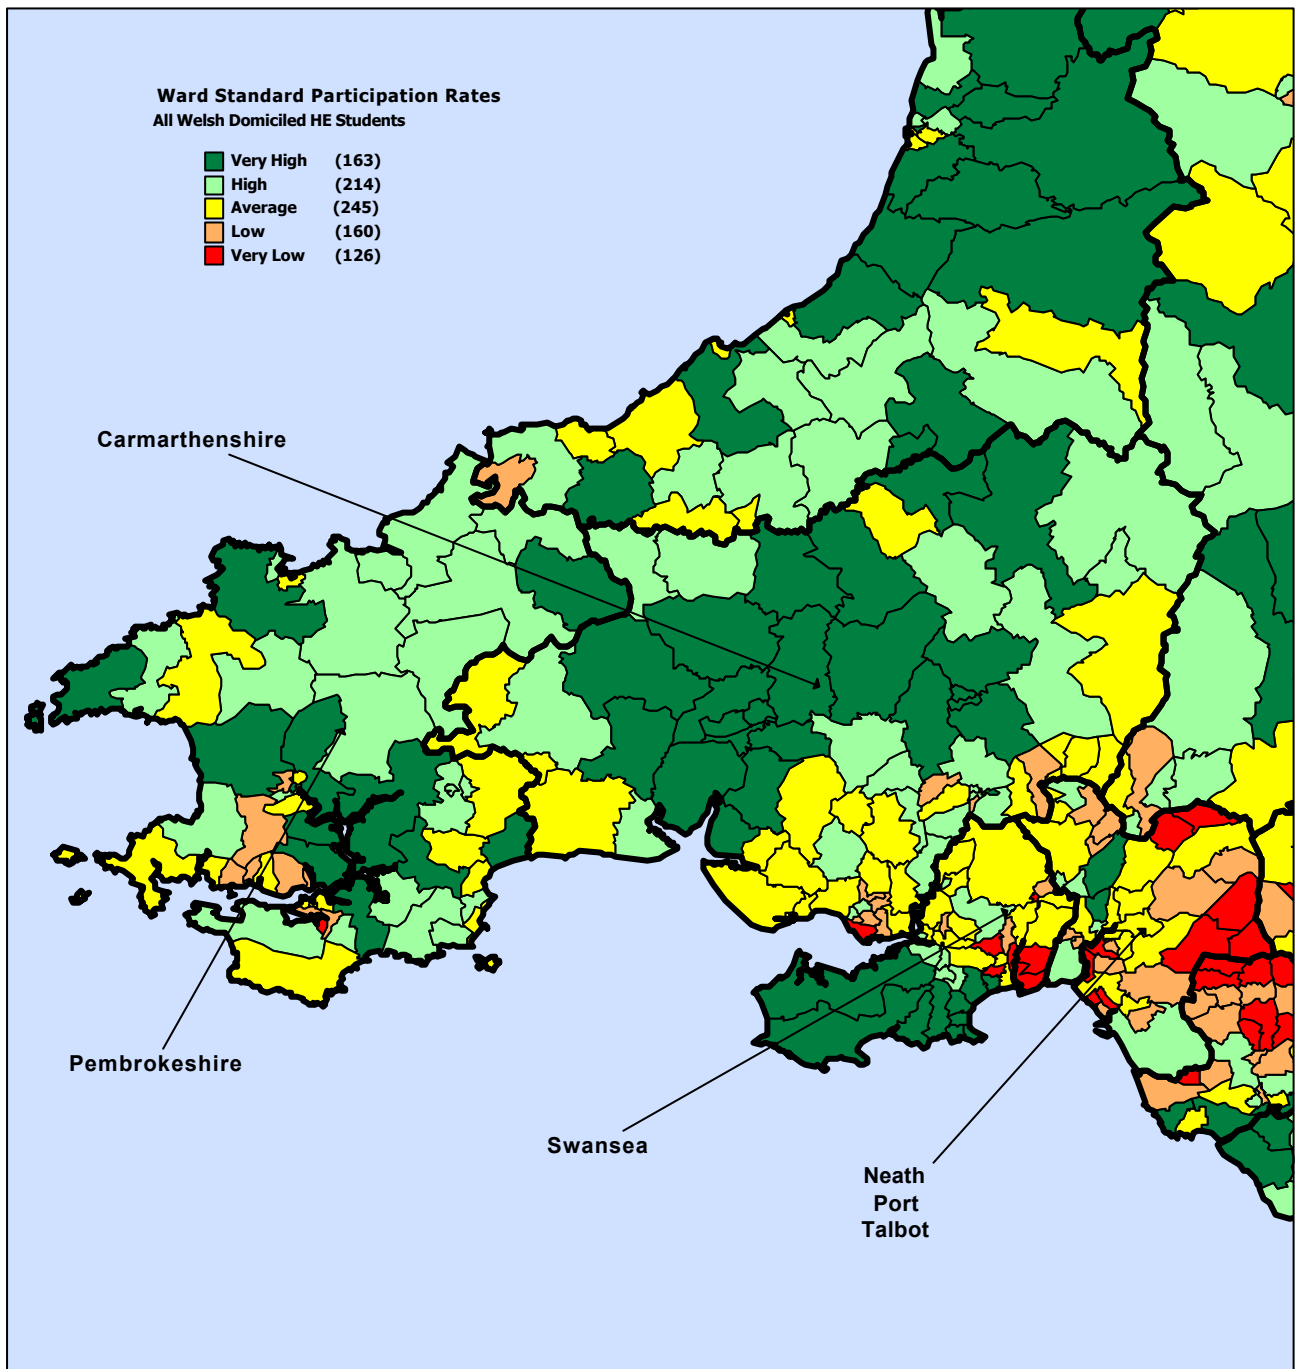 Ward Standard Participation Rates
All Welsh Domiciled HE Students
Very High (163)
High (214)
Average (245)
Low (160)
Very Low (126)
Carmarthenshire
Pembrokeshire
Swansea
Neath
Port
Talbot